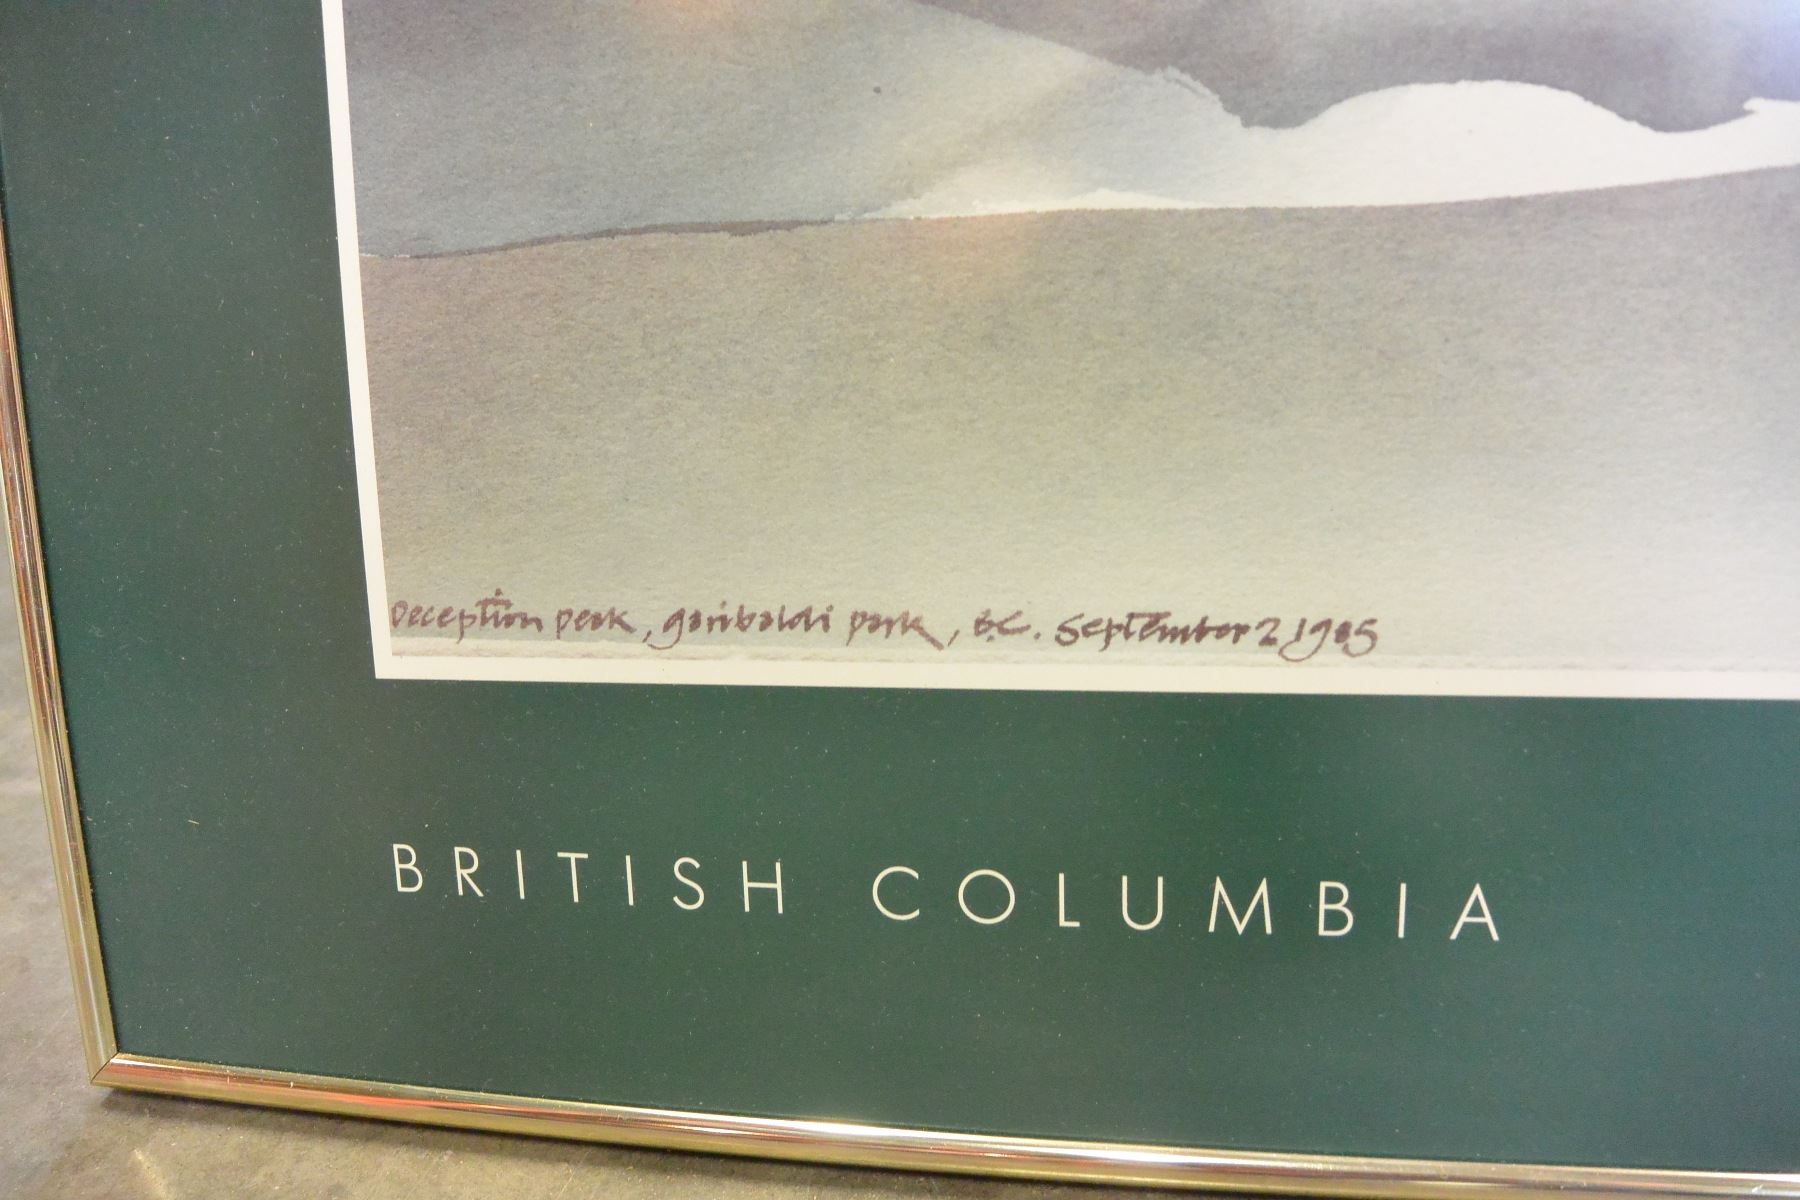 Deception peak, garibaldi park, B.C. September 2 1985
BRITISH COLUMBIA